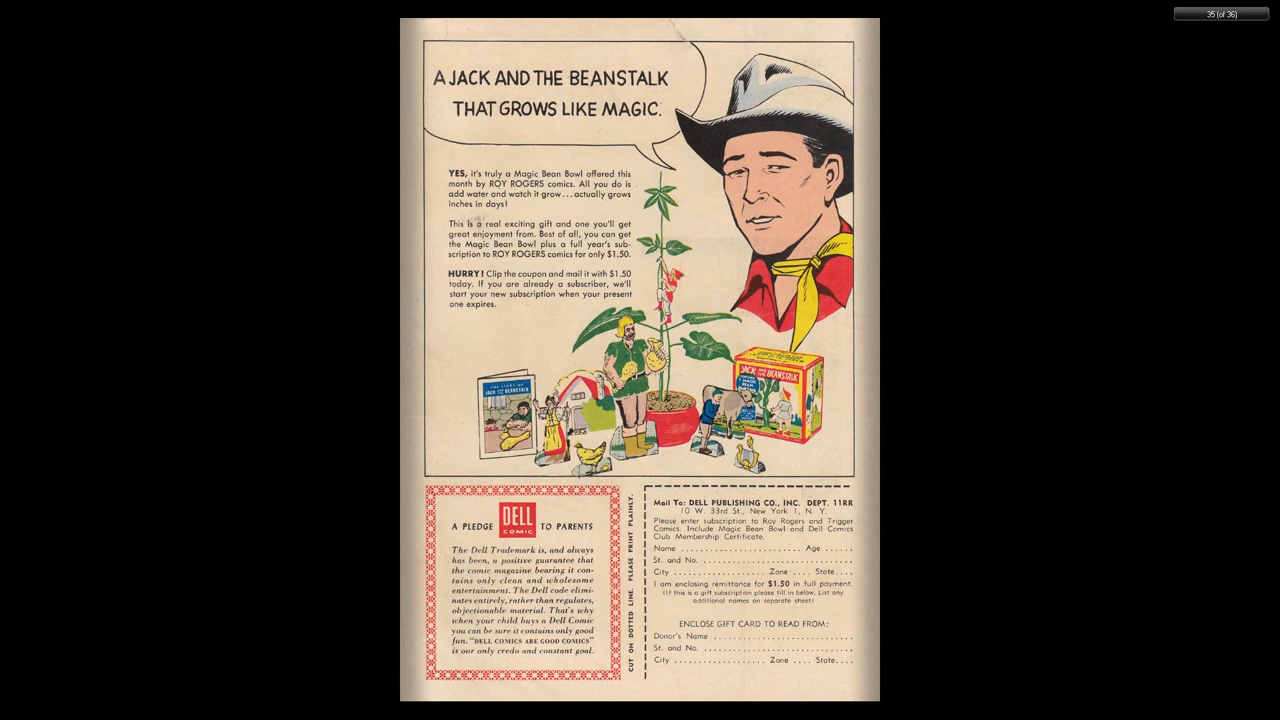 35 (of 36)
A JACK AND THE BEANSTALK
THAT GROWS LIKE MAGIC.
YES, it's truly a Magic Bean Bowl offered this
month by ROY ROGERS comics. All you do is
add water and watch it grow...actually grows
inches in days!
This is a real exciting gift and one you'll get
great enjoyment from. Best of all, you can get
the Magic Bean Bowl plus a full year's sub-
scription to ROY ROGERS comics for only $1.50.
HURRY! Clip the coupon and mail it with $1.50
today. If you are already a subscriber, we'll
start your new subscription when your present
one expires.
THE STORY OF
JACK AND THE BEANSTALK
JACK AND THE BEANSTALK
MAGIC
BEAN
A PLEDGE
DELL
COMIC
TO PARENTS
The Dell Trademark is, and always
has been, a positive guarantee that
the comic magazine bearing it con-
tains only clean and wholesome
entertainment. The Dell code elimi-
nates entirely, rather than regulates,
objectionable material. That's why
when your child buys a Dell Comic
you can be sure it contains only good
fun. "DELL COMICS ARE GOOD COMICS"
is our only credo and constant goal.
CUT ON DOTTED LINE. PLEASE PRINT PLAINLY.
Mail To: DELL PUBLISHING CO., INC. DEPT. 11RR
10 W. 33rd St., New York 1, N. Y.
Please enter subscription to Roy Rogers and Trigger
Comics. Include Magic Bean Bowl and Dell Comics
Club Membership Certificate.
Name ........................ Age ......
St. and No. ..............................
City .................. Zone .... State....
I am enclosing remittance for $1.50 in full payment.
(If this is a gift subscription please fill in below. List any
additional names on separate sheet)
ENCLOSE GIFT CARD TO READ FROM:
Donor's Name ............................
St. and No. ..............................
City .................. Zone .... State....